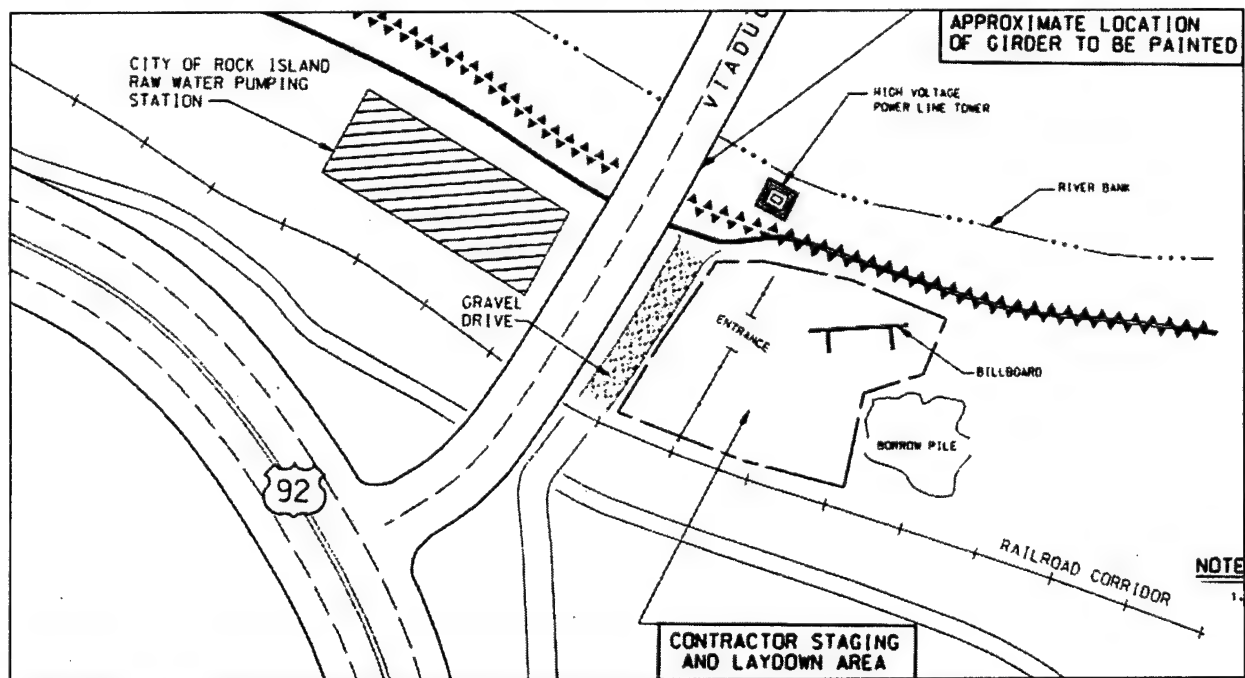 APPROXIMATE LOCATION
OF GIRDER TO BE PAINTED
CITY OF ROCK ISLAND
RAW WATER PUMPING
STATION
VIADUC
HIGH VOLTAGE
POWER LINE TOWER
RIVER BANK
GRAVEL
DRIVE
ENTRANCE
BILLBOARD
BORROW PILE
92
RAILROAD CORRIDOR
NOTE
1.
CONTRACTOR STAGING
AND LAYDOWN AREA